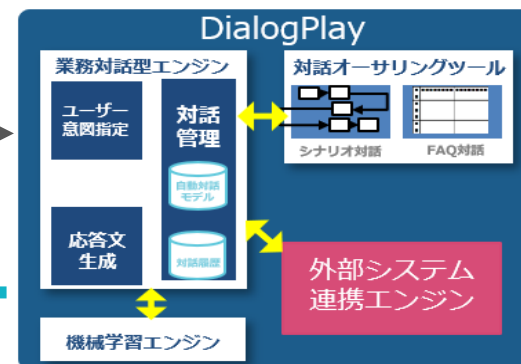 DialogPlay
業務対話型エンジン
ユーザー
意図指定
対話
管理
自動対話
モデル
対話履歴
応答文
生成
対話オーサリングツール
シナリオ対話
FAQ対話
外部システム
連携エンジン
機械学習エンジン